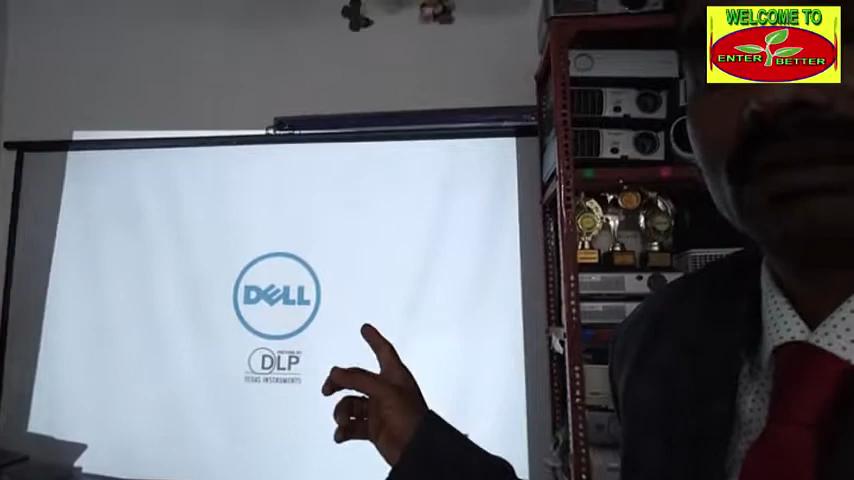 WELCOME TO
ENTER BETTER
DELL
DLP
TEXAS INSTRUMENTS